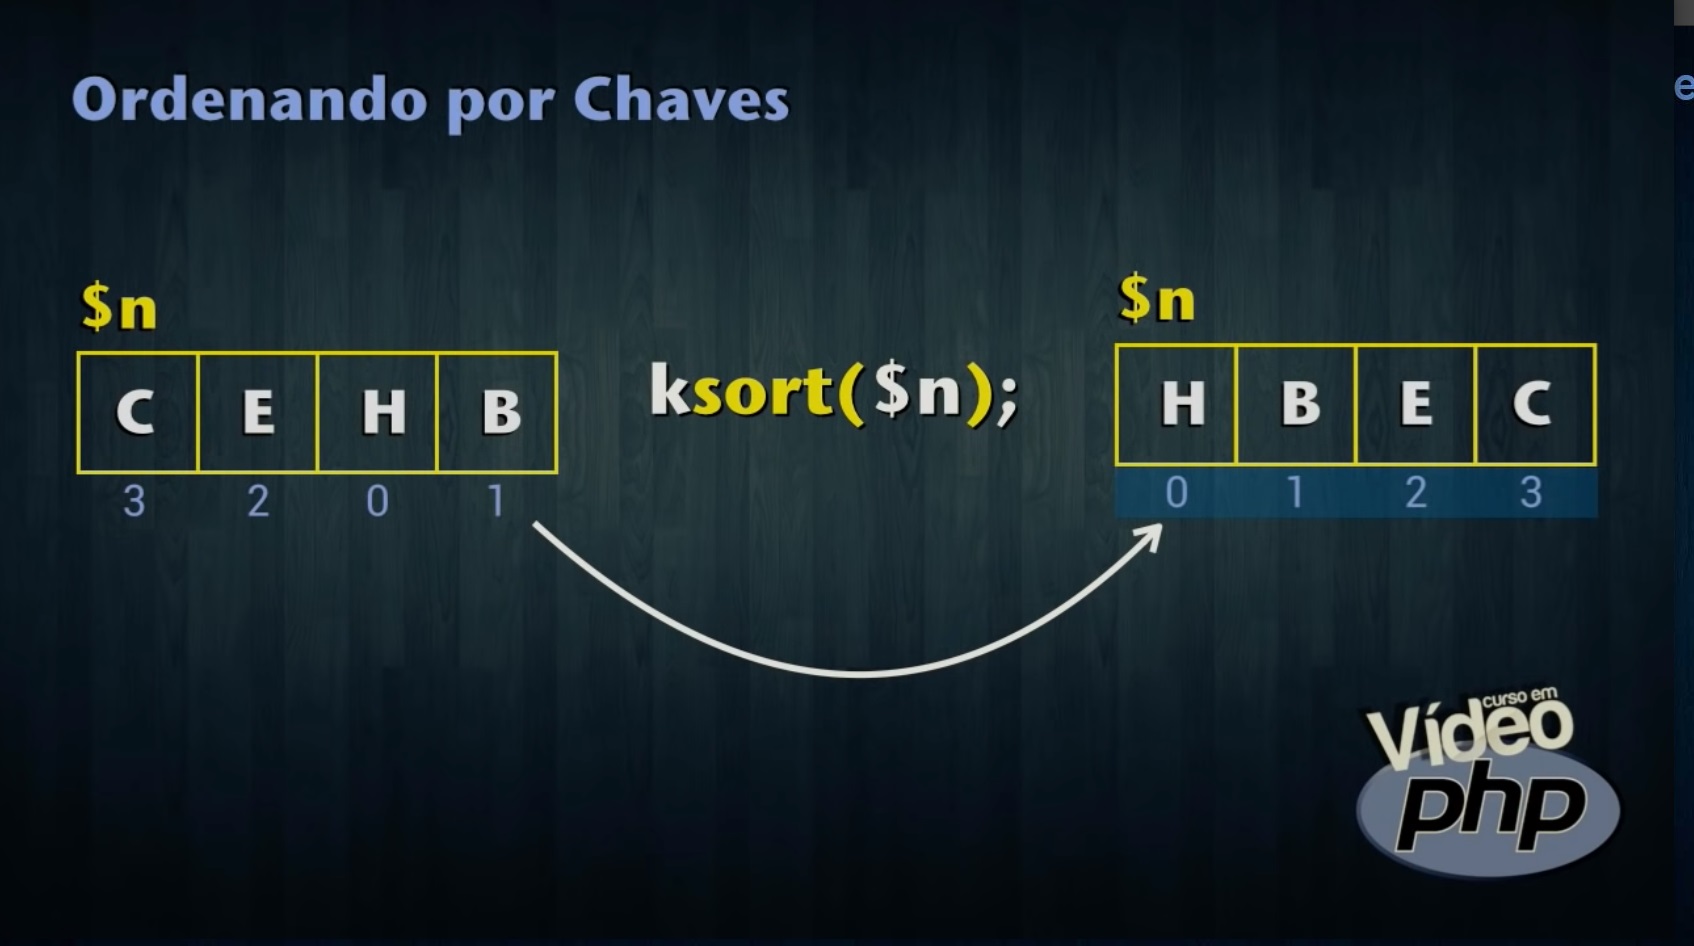 Ordenando por Chaves
$n
C E H B
3 2 0 1
ksort($n);
$n
H B E C
0 1 2 3
curso em
Vídeo
php
e